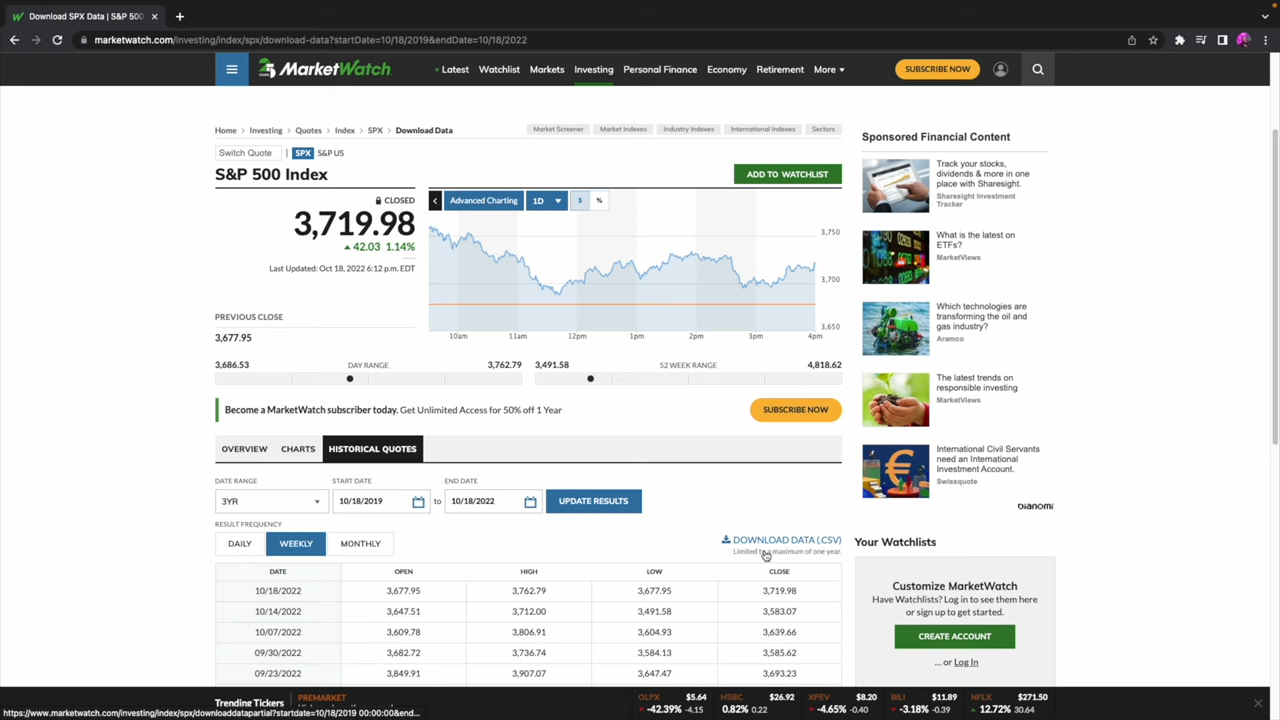 Download SPX Data | S&P 500
marketwatch.com/investing/index/spx/download-data?startDate=10/18/2019&endDate=10/18/2022
MarketWatch
Latest Watchlist Markets Investing Personal Finance Economy Retirement More
SUBSCRIBE NOW
Home > Investing > Quotes > Index > SPX > Download Data
Market Screener Market Indexes Industry Indexes International Indexes Sectors
Switch Quote | SPX S&P US
S&P 500 Index
ADD TO WATCHLIST
CLOSED
3,719.98
42.03 1.14%
Last Updated: Oct 18, 2022 6:12 p.m. EDT
PREVIOUS CLOSE
3,677.95
Advanced Charting 1D $ %
3,750
3,700
3,650
10am 11am 12pm 1pm 2pm 3pm 4pm
3,686.53 DAY RANGE 3,762.79
3,491.58 52 WEEK RANGE 4,818.62
Become a MarketWatch subscriber today. Get Unlimited Access for 50% off 1 Year
SUBSCRIBE NOW
OVERVIEW CHARTS HISTORICAL QUOTES
DATE RANGE START DATE END DATE
3YR 10/18/2019 to 10/18/2022 UPDATE RESULTS
RESULT FREQUENCY
DAILY WEEKLY MONTHLY
DOWNLOAD DATA (.CSV)
Limited to a maximum of one year.
DATE OPEN HIGH LOW CLOSE
10/18/2022 3,677.95 3,762.79 3,677.95 3,719.98
10/14/2022 3,647.51 3,712.00 3,491.58 3,583.07
10/07/2022 3,609.78 3,806.91 3,604.93 3,639.66
09/30/2022 3,682.72 3,736.74 3,584.13 3,585.62
09/23/2022 3,849.91 3,907.07 3,647.47 3,693.23
Sponsored Financial Content
Track your stocks,
dividends & more in one
place with Sharesight.
Sharesight Investment
Tracker
What is the latest on
ETFs?
MarketViews
Which technologies are
transforming the oil and
gas industry?
Aramco
The latest trends on
responsible investing
MarketViews
International Civil Servants
need an International
Investment Account.
Swissquote
DIANOMI
Your Watchlists
Customize MarketWatch
Have Watchlists? Log in to see them here
or sign up to get started.
CREATE ACCOUNT
... or Log In
Trending Tickers | PREMARKET
OLPX $5.64
-42.39% -4.15
HSBC $26.92
0.82% 0.22
XPEV $8.20
-4.65% -0.40
BILI $11.89
-3.18% -0.39
NFLX $271.50
12.72% 30.64
https://www.marketwatch.com/investing/index/spx/downloaddatapartial?startdate=10/18/2019 00:00:00&end...